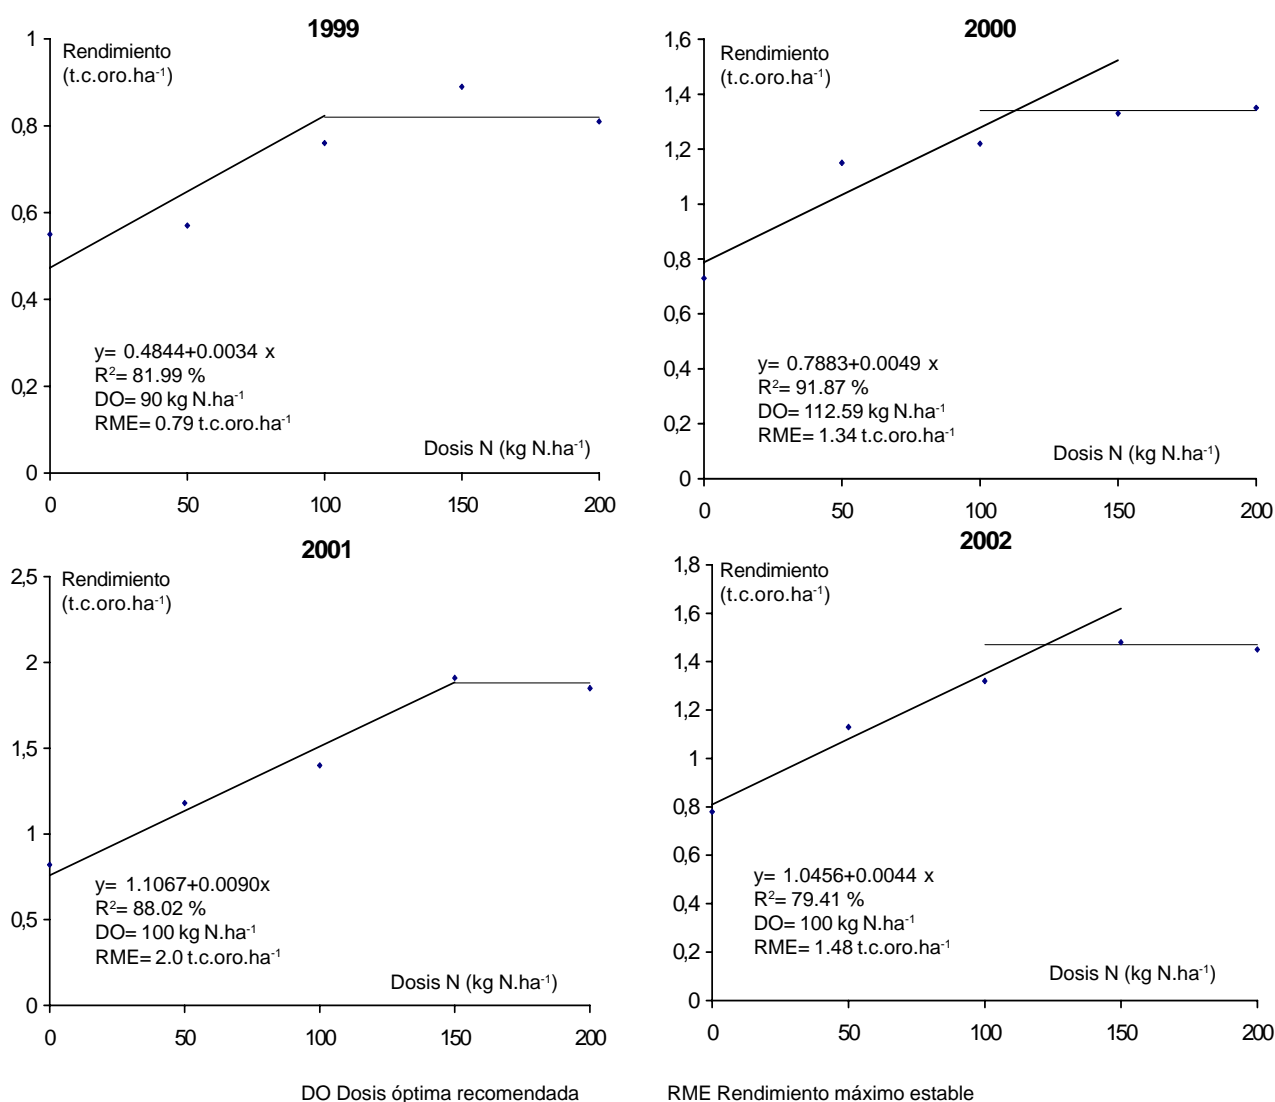 1999
Rendimiento
(t.c.oro.ha⁻¹)
1
0,8
0,6
0,4
0,2
0
y= 0.4844+0.0034 x
R²= 81.99 %
DO= 90 kg N.ha⁻¹
RME= 0.79 t.c.oro.ha⁻¹
Dosis N (kg N.ha⁻¹)
0 50 100 150 200
2000
Rendimiento
(t.c.oro.ha⁻¹)
1,6
1,4
1,2
1
0,8
0,6
0,4
0,2
0
y= 0.7883+0.0049 x
R²= 91.87 %
DO= 112.59 kg N.ha⁻¹
RME= 1.34 t.c.oro.ha⁻¹
Dosis N (kg N.ha⁻¹)
0 50 100 150 200
2001
Rendimiento
(t.c.oro.ha⁻¹)
2,5
2
1,5
1
0,5
0
y= 1.1067+0.0090x
R²= 88.02 %
DO= 100 kg N.ha⁻¹
RME= 2.0 t.c.oro.ha⁻¹
Dosis N (kg N.ha⁻¹)
0 50 100 150 200
2002
Rendimiento
(t.c.oro.ha⁻¹)
1,8
1,6
1,4
1,2
1
0,8
0,6
0,4
0,2
0
y= 1.0456+0.0044 x
R²= 79.41 %
DO= 100 kg N.ha⁻¹
RME= 1.48 t.c.oro.ha⁻¹
Dosis N (kg N.ha⁻¹)
0 50 100 150 200
DO Dosis óptima recomendada RME Rendimiento máximo estable